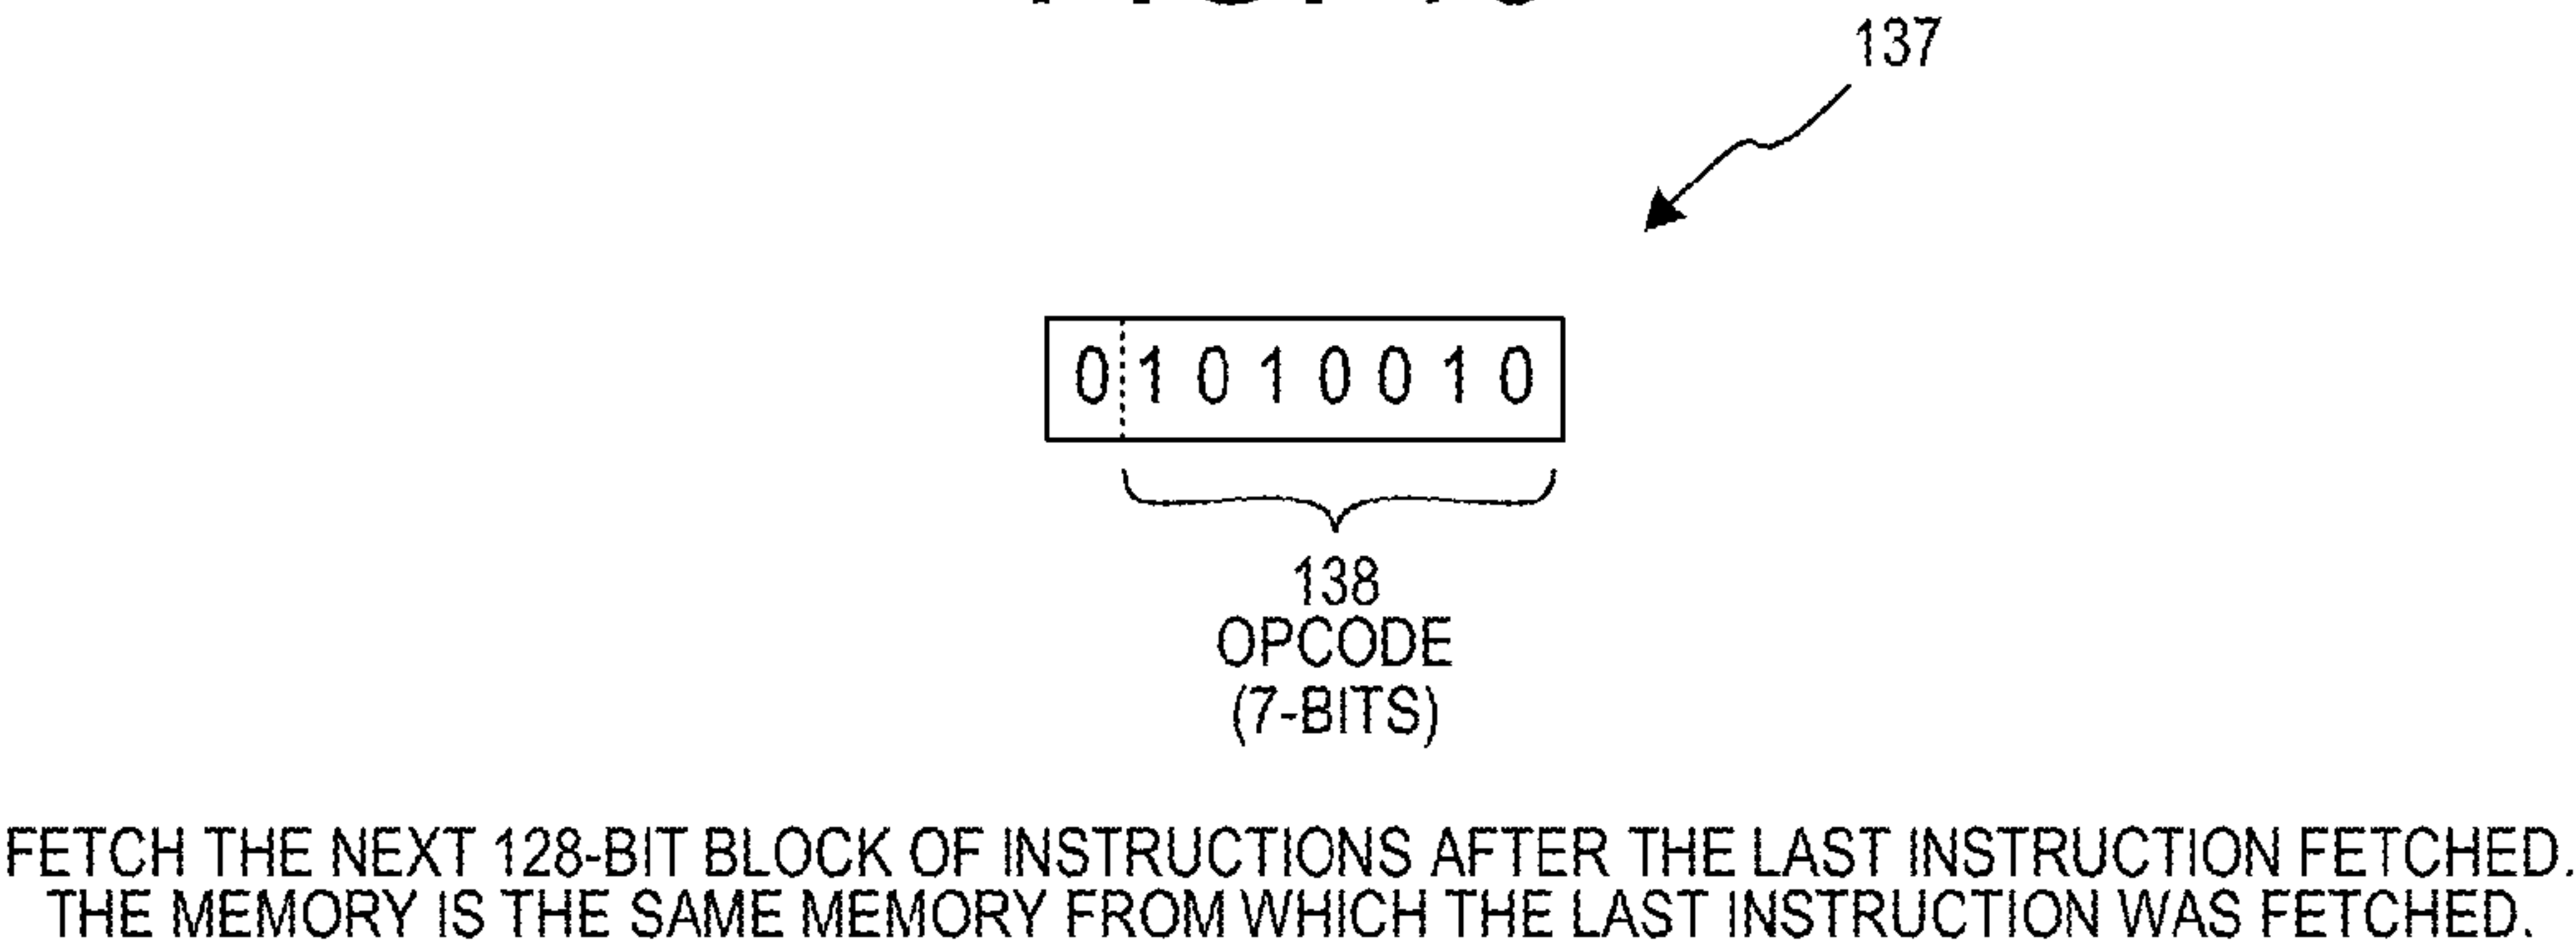 137
0 1 0 1 0 0 1 0
138
OPCODE
(7-BITS)
FETCH THE NEXT 128-BIT BLOCK OF INSTRUCTIONS AFTER THE LAST INSTRUCTION FETCHED.
THE MEMORY IS THE SAME MEMORY FROM WHICH THE LAST INSTRUCTION WAS FETCHED.